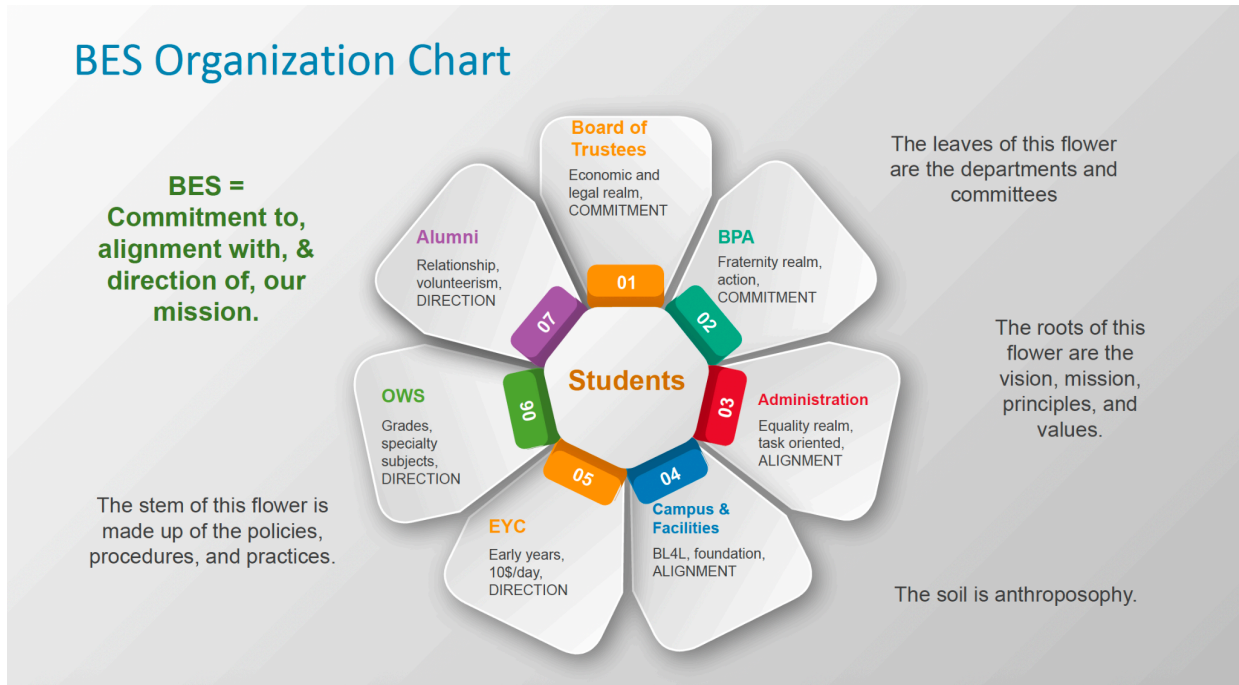 BES Organization Chart
BES =
Commitment to,
alignment with, &
direction of, our
mission.
The stem of this flower is
made up of the policies,
procedures, and practices.
Board of
Trustees
Economic and
legal realm,
COMMITMENT
01
BPA
Fraternity realm,
action,
COMMITMENT
02
Administration
Equality realm,
task oriented,
ALIGNMENT
03
Campus &
Facilities
BL4L, foundation,
ALIGNMENT
04
EYC
Early years,
10$/day,
DIRECTION
05
OWS
Grades,
specialty
subjects,
DIRECTION
06
Alumni
Relationship,
volunteerism,
DIRECTION
07
Students
The leaves of this flower
are the departments and
committees
The roots of this
flower are the
vision, mission,
principles, and
values.
The soil is anthroposophy.